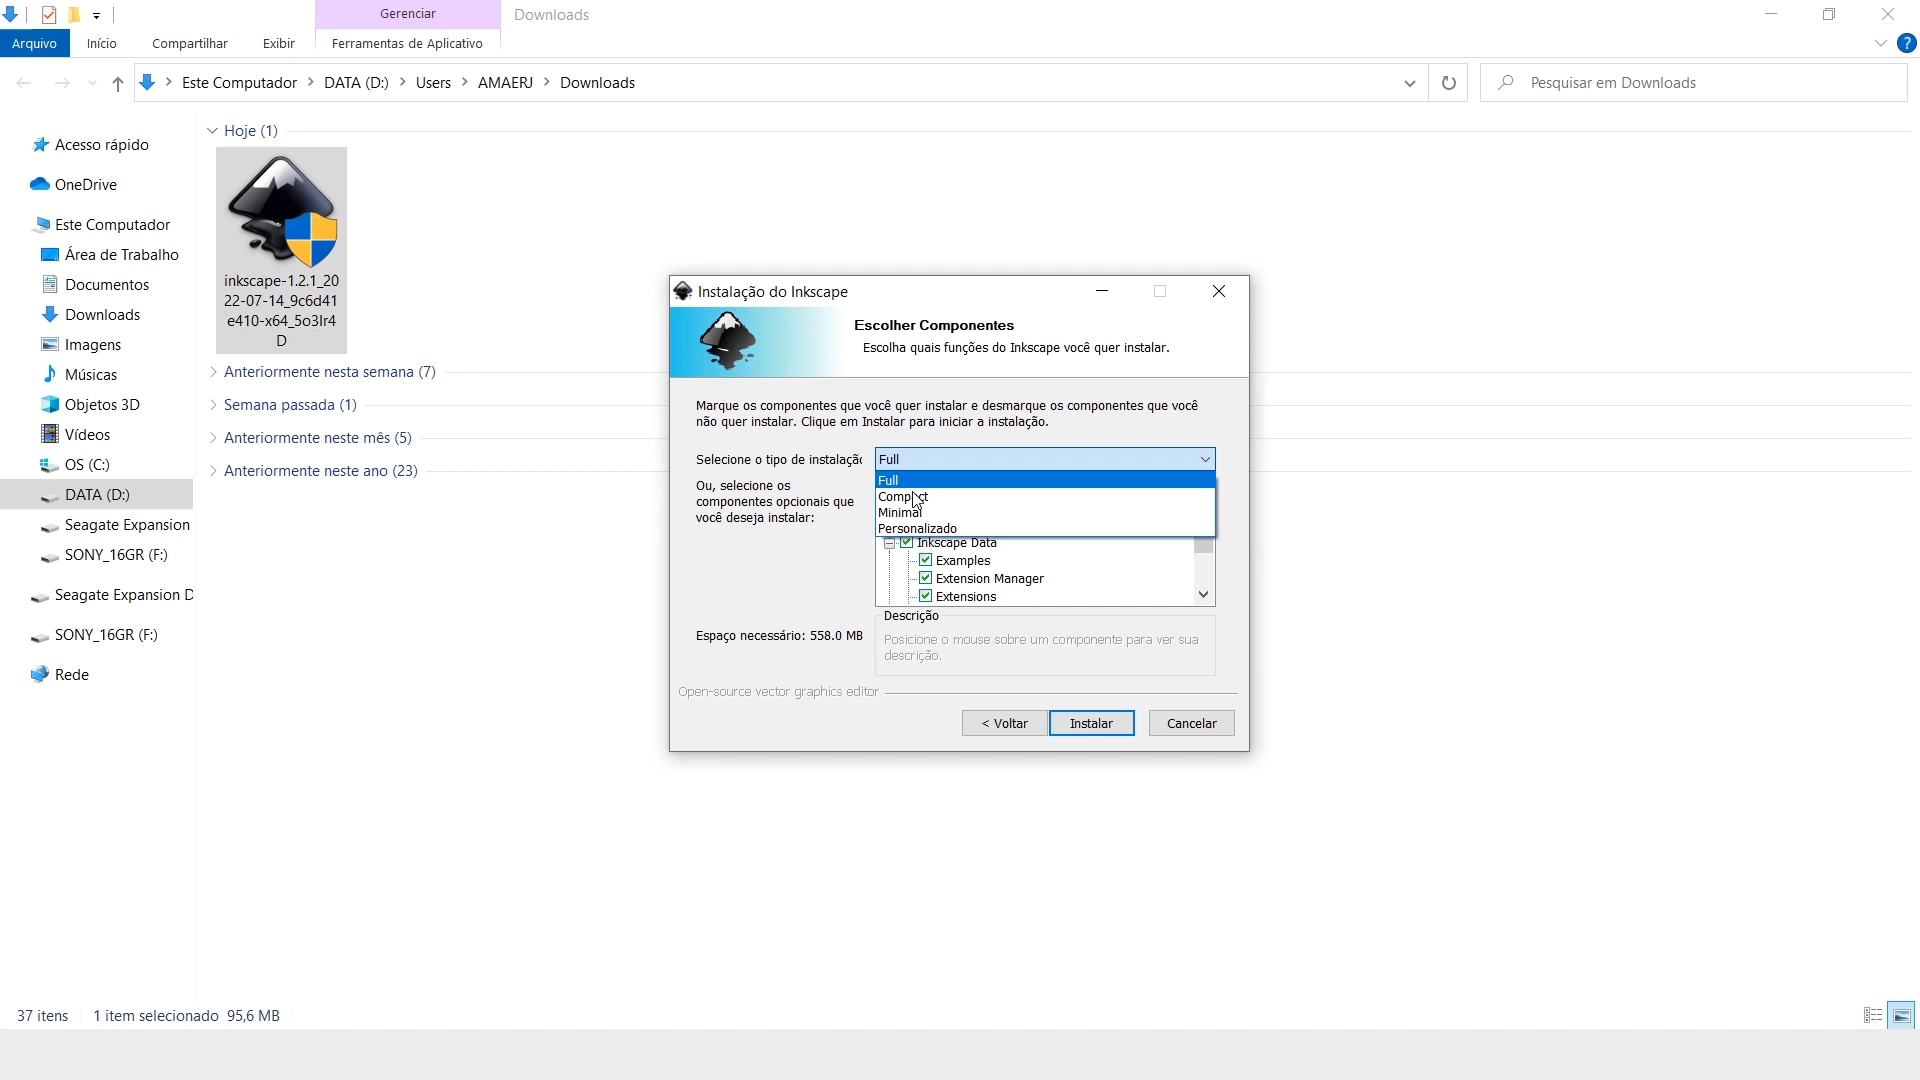 Gerenciar
Downloads
Arquivo
Início
Compartilhar
Exibir
Ferramentas de Aplicativo
?
Este Computador
DATA (D:)
Users
AMAERJ
Downloads
Pesquisar em Downloads
Acesso rápido
OneDrive
Este Computador
Área de Trabalho
Documentos
Downloads
Imagens
Músicas
Objetos 3D
Vídeos
OS (C:)
DATA (D:)
Seagate Expansion
SONY_16GR (F:)
Seagate Expansion D
SONY_16GR (F:)
Rede
Hoje (1)
inkscape-1.2.1_20
22-07-14_9c6d41
e410-x64_5o3Ir4
D
Anteriormente nesta semana (7)
Semana passada (1)
Anteriormente neste mês (5)
Anteriormente neste ano (23)
Instalação do Inkscape
Escolher Componentes
Escolha quais funções do Inkscape você quer instalar.
Marque os componentes que você quer instalar e desmarque os componentes que você
não quer instalar. Clique em Instalar para iniciar a instalação.
Selecione o tipo de instalação
Full
Ou, selecione os
componentes opcionais que
você deseja instalar:
Full
Compact
Minimal
Personalizado
Inkscape Data
Examples
Extension Manager
Extensions
Espaço necessário: 558.0 MB
Descrição
Posicione o mouse sobre um componente para ver sua
descrição.
Open-source vector graphics editor
< Voltar
Instalar
Cancelar
37 itens
1 item selecionado 95,6 MB